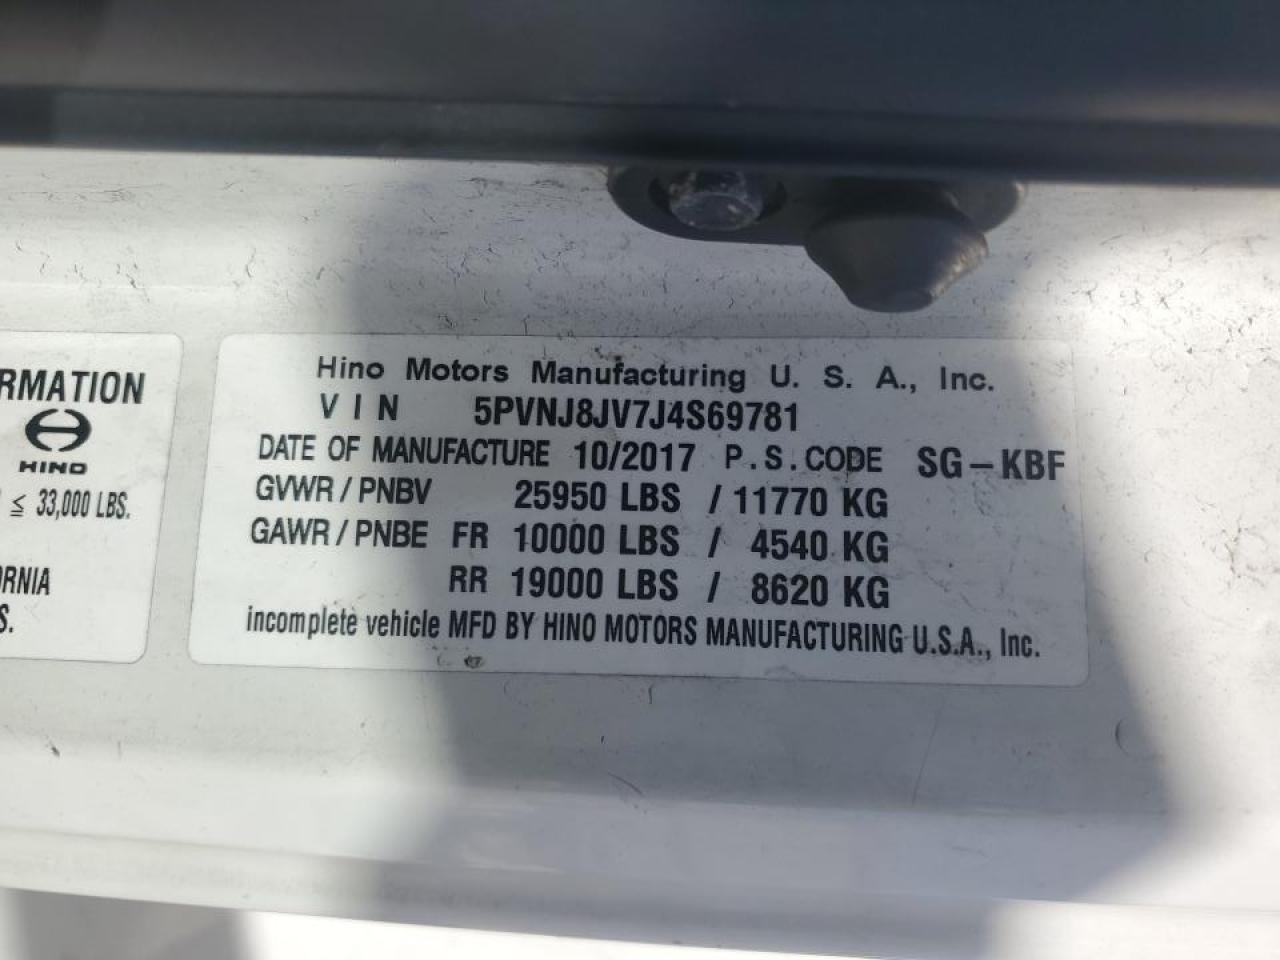 RMATION
HINO
≤ 33,000 LBS.
RNIA
S.
Hino Motors Manufacturing U. S. A., Inc.
VIN 5PVNJ8JV7J4S69781
DATE OF MANUFACTURE 10/2017 P.S.CODE SG-KBF
GVWR / PNBV 25950 LBS / 11770 KG
GAWR / PNBE FR 10000 LBS / 4540 KG
RR 19000 LBS / 8620 KG
incomplete vehicle MFD BY HINO MOTORS MANUFACTURING U.S.A., Inc.